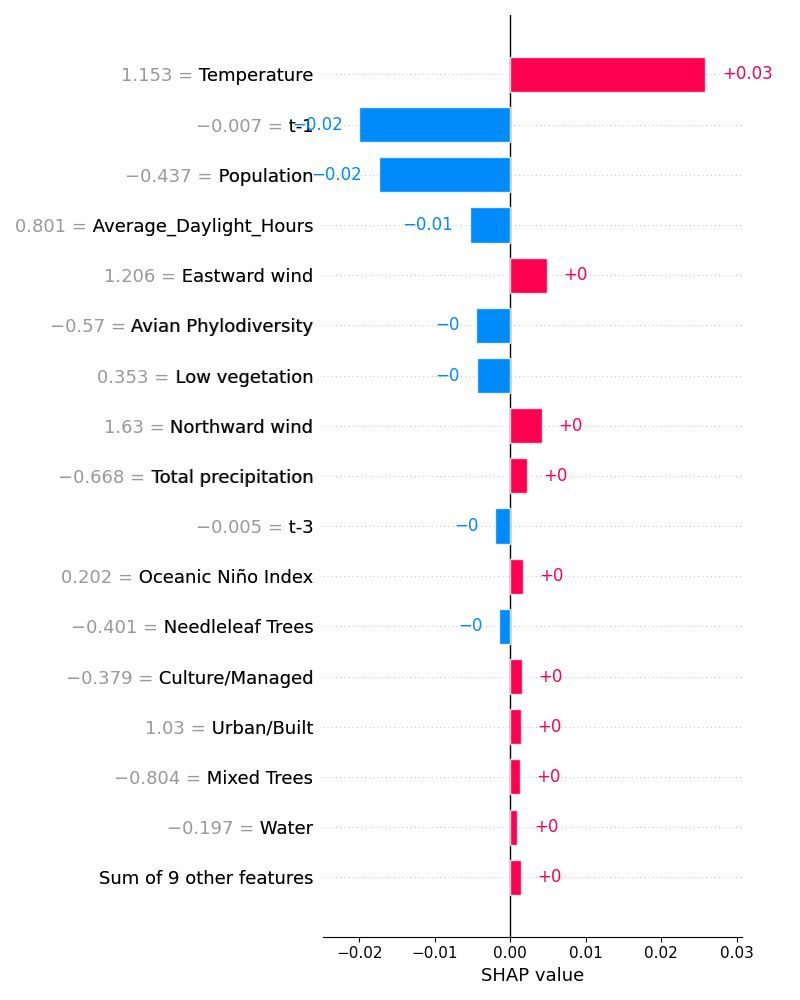 1.153 = Temperature +0.03
−0.007 = t-1 −0.02
−0.437 = Population −0.02
0.801 = Average_Daylight_Hours −0.01
1.206 = Eastward wind +0
−0.57 = Avian Phylodiversity −0
0.353 = Low vegetation −0
1.63 = Northward wind +0
−0.668 = Total precipitation +0
−0.005 = t-3 −0
0.202 = Oceanic Niño Index +0
−0.401 = Needleleaf Trees −0
−0.379 = Culture/Managed +0
1.03 = Urban/Built +0
−0.804 = Mixed Trees +0
−0.197 = Water +0
Sum of 9 other features +0
−0.02 −0.01 0.00 0.01 0.02 0.03
SHAP value